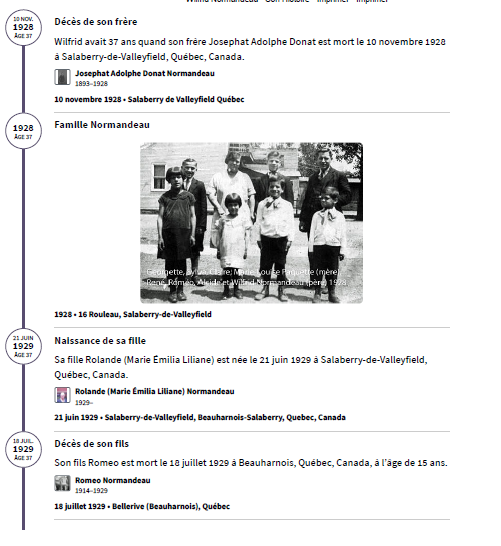 Wilfrid Normandeau · Son Histoire · Imprimer · Imprimer
10 NOV.
1928
ÂGE 37
Décès de son frère
Wilfrid avait 37 ans quand son frère Josephat Adolphe Donat est mort le 10 novembre 1928
à Salaberry-de-Valleyfield, Québec, Canada.
Josephat Adolphe Donat Normandeau
1893–1928
10 novembre 1928 • Salaberry de Valleyfield Québec
1928
ÂGE 37
Famille Normandeau
Georgette, Sylvia, Claire, Marie Louise Paquette (mère),
René, Roméo, Alcide et Wilfrid Normandeau (père) 1928
1928 • 16 Rouleau, Salaberry-de-Valleyfield
21 JUIN
1929
ÂGE 37
Naissance de sa fille
Sa fille Rolande (Marie Émilia Liliane) est née le 21 juin 1929 à Salaberry-de-Valleyfield,
Québec, Canada.
Rolande (Marie Émilia Liliane) Normandeau
1929–
21 juin 1929 • Salaberry-de-Valleyfield, Beauharnois-Salaberry, Quebec, Canada
18 JUIL.
1929
ÂGE 37
Décès de son fils
Son fils Romeo est mort le 18 juillet 1929 à Beauharnois, Québec, Canada, à l'âge de 15 ans.
Romeo Normandeau
1914–1929
18 juillet 1929 • Bellerive (Beauharnois), Québec